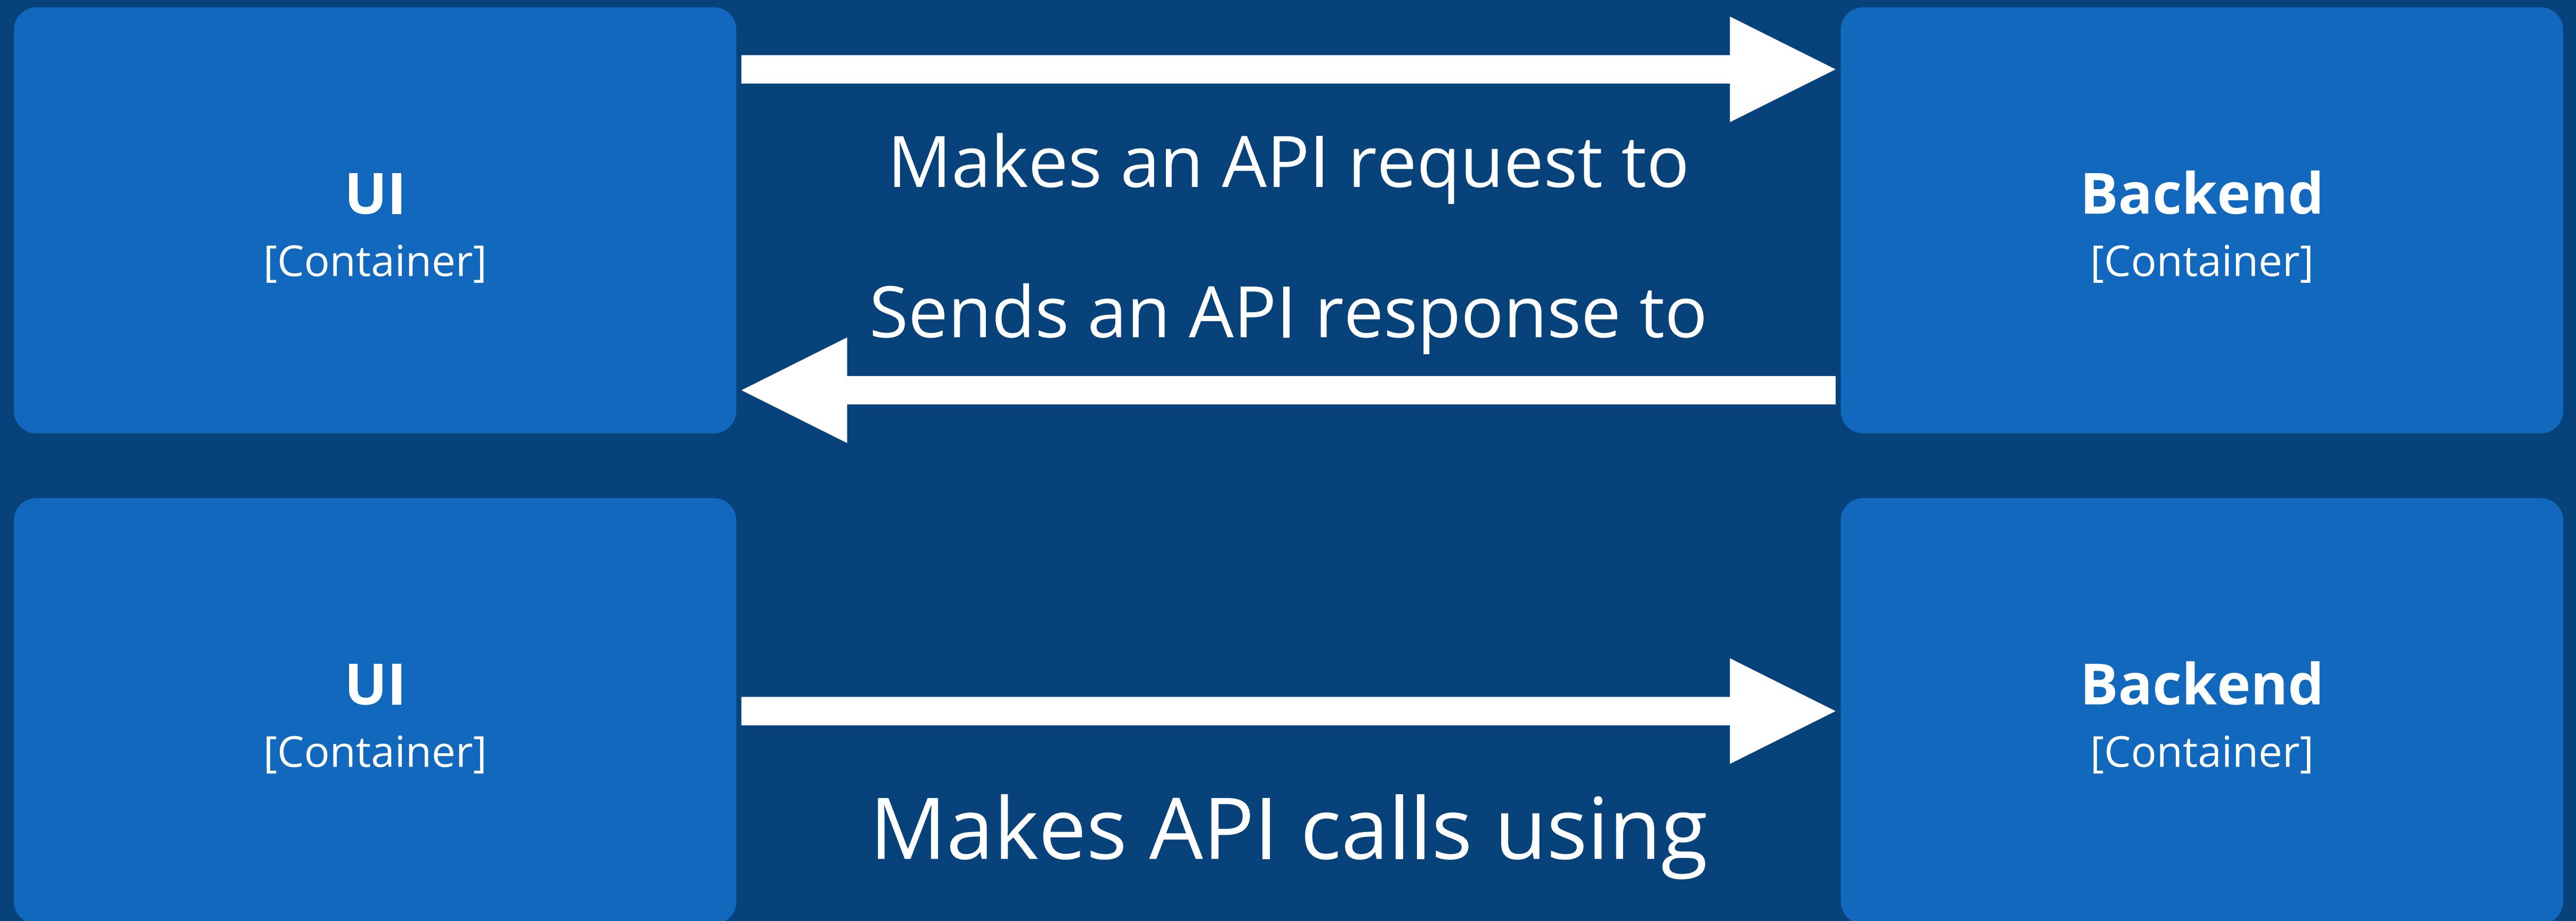 UI
[Container]
Makes an API request to
Sends an API response to
Backend
[Container]
UI
[Container]
Makes API calls using
Backend
[Container]